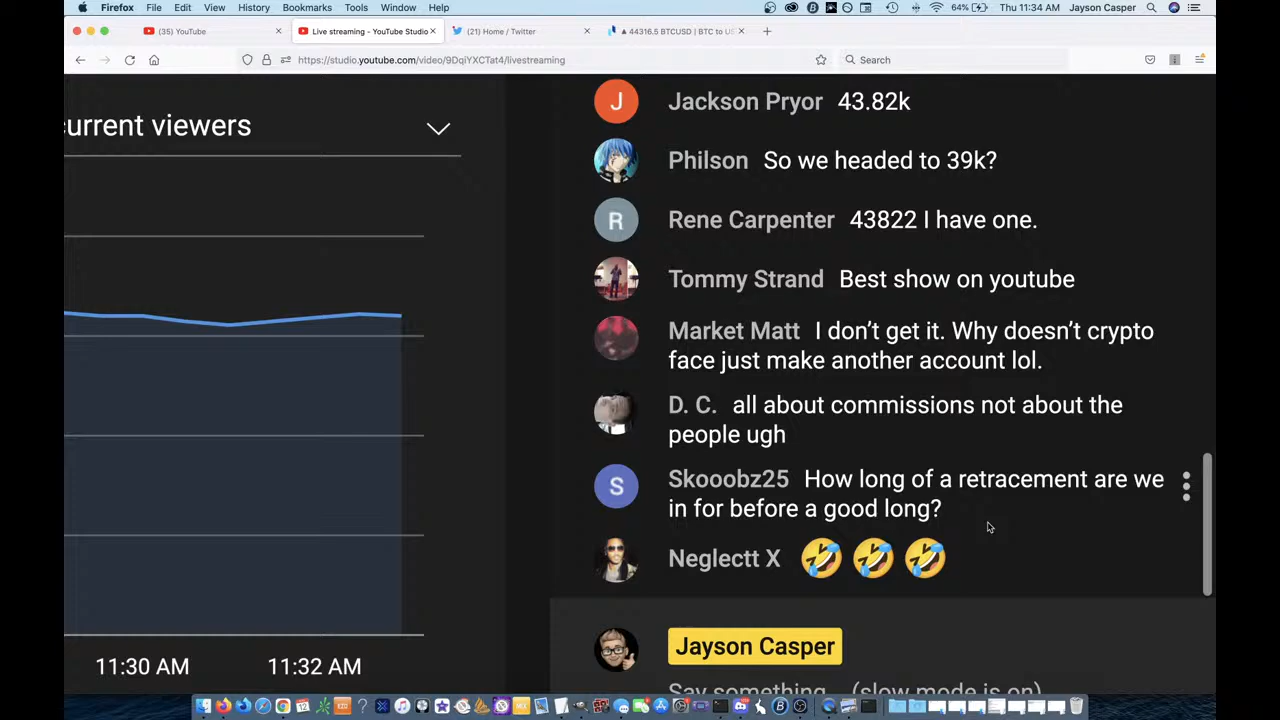 Firefox File Edit View History Bookmarks Tools Window Help 64% Thu 11:34 AM Jayson Casper
(35) YouTube Live streaming - YouTube Studio (21) Home / Twitter ▲ 44316.5 BTCUSD | BTC to US
https://studio.youtube.com/video/9DqiYXCTat4/livestreaming Search
J Jackson Pryor 43.82k
current viewers
Philson So we headed to 39k?
R Rene Carpenter 43822 I have one.
Tommy Strand Best show on youtube
Market Matt I don’t get it. Why doesn’t crypto
face just make another account lol.
D. C. all about commissions not about the
people ugh
S Skooobz25 How long of a retracement are we
in for before a good long?
Neglectt X 🤣 🤣 🤣
Jayson Casper
11:30 AM 11:32 AM
Say something... (slow mode is on)